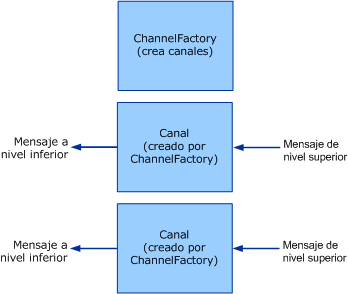 ChannelFactory
(crea canales)
Mensaje a
nivel inferior
Canal
(creado por
ChannelFactory)
Mensaje de
nivel superior
Mensaje a
nivel inferior
Canal
(creado por
ChannelFactory)
Mensaje de
nivel superior